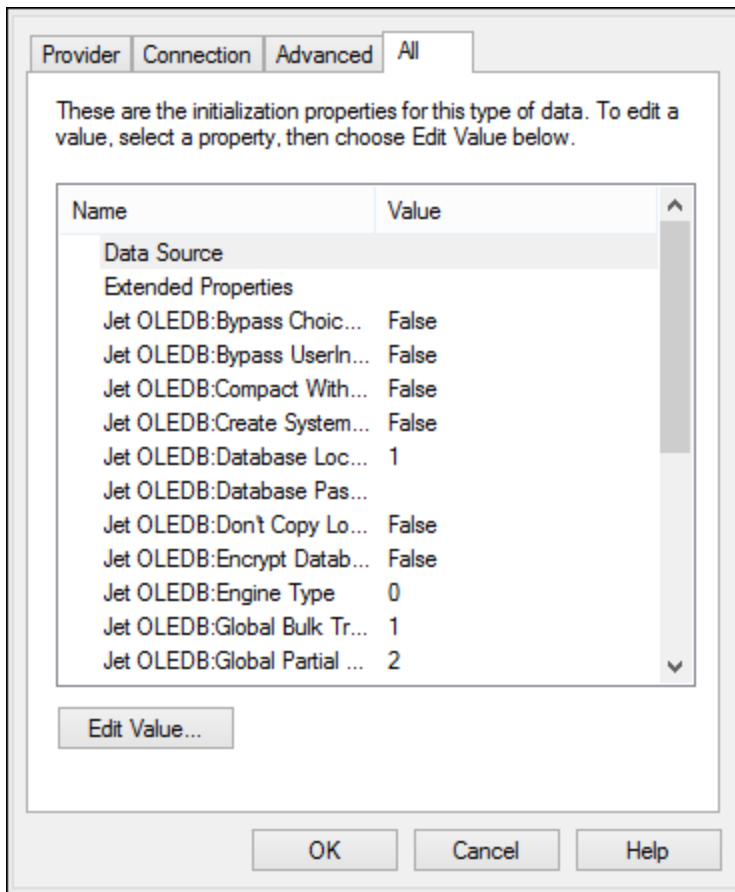 Provider Connection Advanced All
These are the initialization properties for this type of data. To edit a
value, select a property, then choose Edit Value below.
Name Value
Data Source
Extended Properties
Jet OLEDB:Bypass Choic... False
Jet OLEDB:Bypass UserIn... False
Jet OLEDB:Compact With... False
Jet OLEDB:Create System... False
Jet OLEDB:Database Loc... 1
Jet OLEDB:Database Pas...
Jet OLEDB:Don't Copy Lo... False
Jet OLEDB:Encrypt Datab... False
Jet OLEDB:Engine Type 0
Jet OLEDB:Global Bulk Tr... 1
Jet OLEDB:Global Partial ... 2
Edit Value...
OK Cancel Help